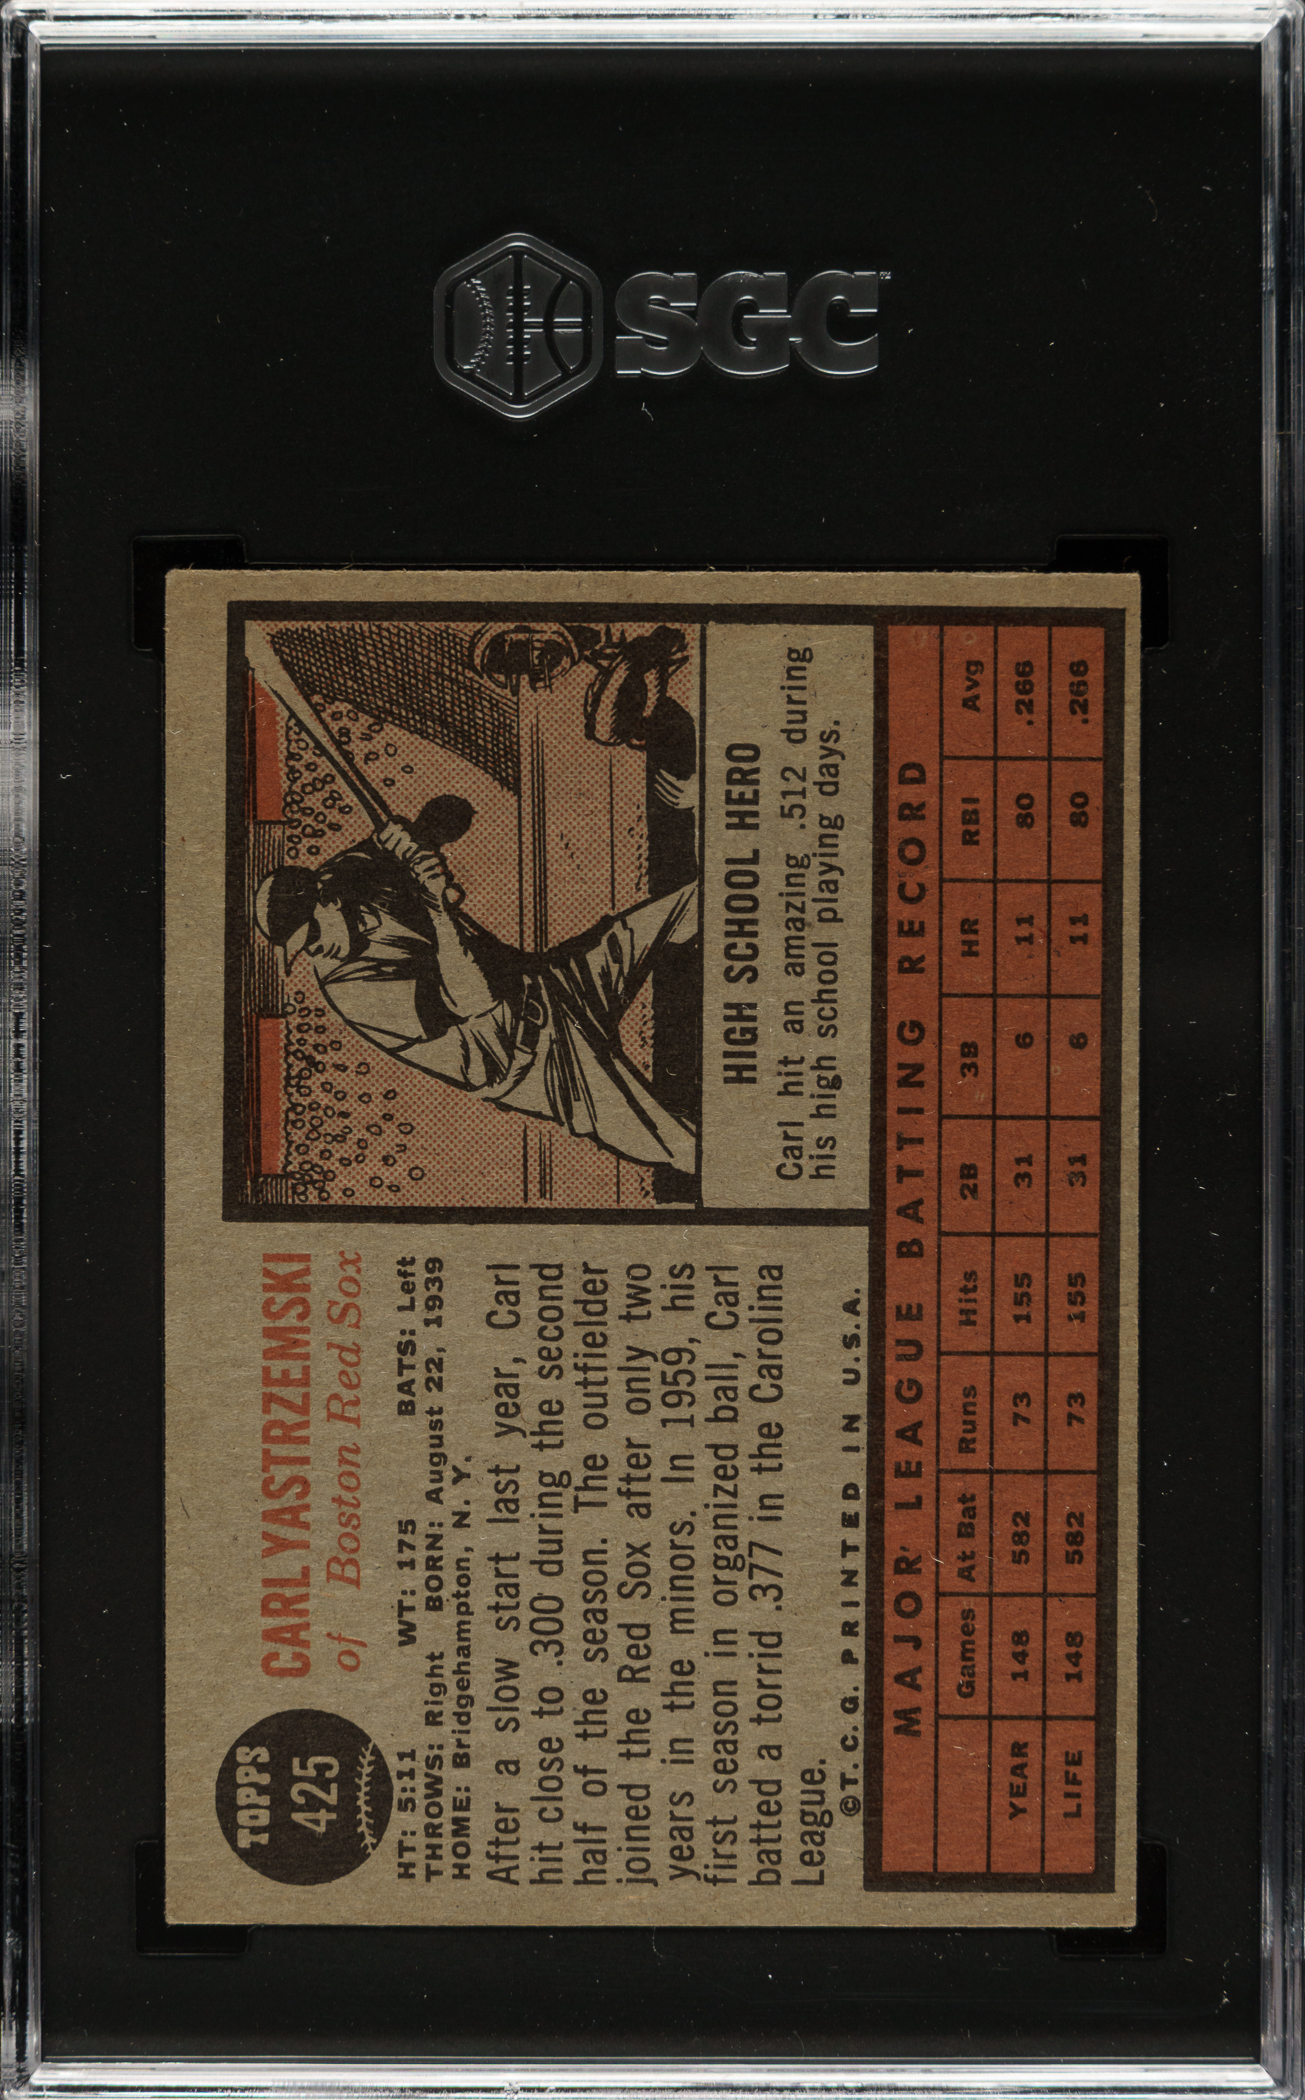 SGC
TOPPS
425
CARL YASTRZEMSKI
of Boston Red Sox
HT: 5:11 WT: 175 BATS: Left
THROWS: Right BORN: August 22, 1939
HOME: Bridgehampton, N. Y.
After a slow start last year, Carl
hit close to .300 during the second
half of the season. The outfielder
joined the Red Sox after only two
years in the minors. In 1959, his
first season in organized ball, Carl
batted a torrid .377 in the Carolina
League.
©T. C. G. PRINTED IN U.S.A.
HIGH SCHOOL HERO
Carl hit an amazing .512 during
his high school playing days.
MAJOR LEAGUE BATTING RECORD
Games At Bat Runs Hits 2B 3B HR RBI Avg
YEAR 148 582 73 155 31 6 11 80 .266
LIFE 148 582 73 155 31 6 11 80 .266